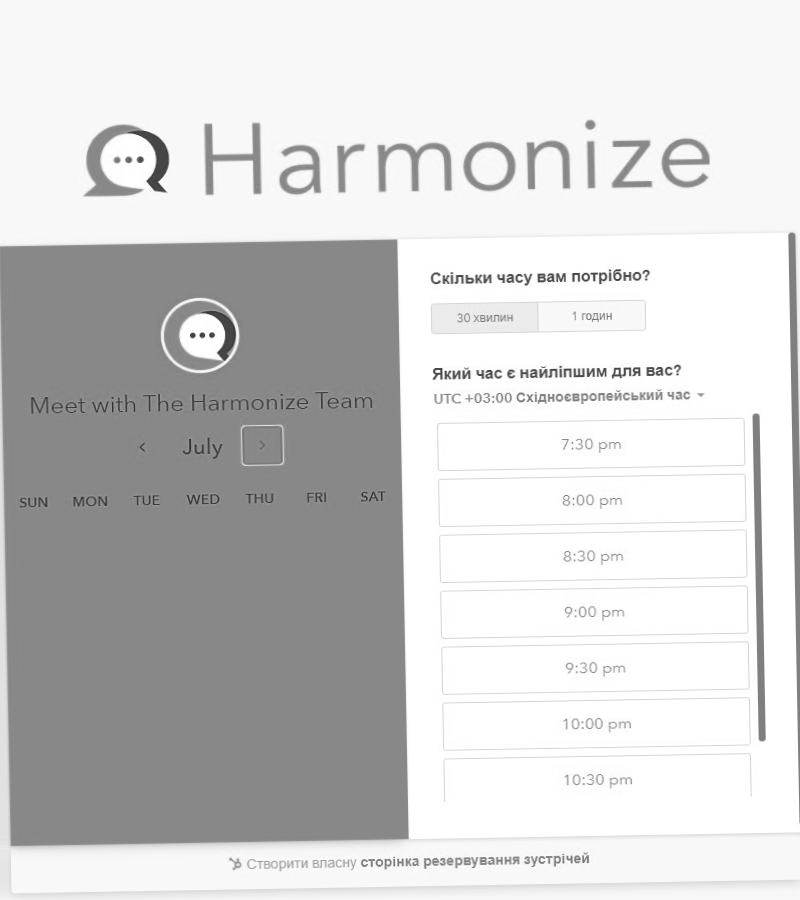 Harmonize
Meet with The Harmonize Team
July
SUN MON TUE WED THU FRI SAT
Скільки часу вам потрібно?
30 хвилин 1 годин
Який час є найліпшим для вас?
UTC +03:00 Східноєвропейський час
7:30 pm
8:00 pm
8:30 pm
9:00 pm
9:30 pm
10:00 pm
10:30 pm
Створити власну сторінка резервування зустрічей